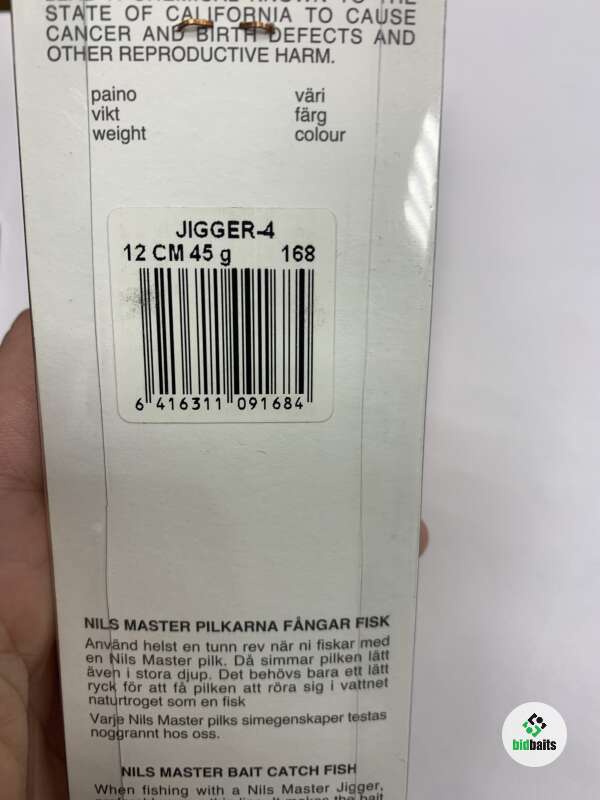 STATE OF CALIFORNIA TO CAUSE
CANCER AND BIRTH DEFECTS AND
OTHER REPRODUCTIVE HARM.
paino väri
vikt färg
weight colour
JIGGER-4
12 CM 45 g 168
6 416311 091684
NILS MASTER PILKARNA FÅNGAR FISK
Använd helst en tunn rev när ni fiskar med
en Nils Master pilk. Då simmar pilken lätt
även i stora djup. Det behövs bara ett lätt
ryck för att få pilken att röra sig i vattnet
naturtroget som en fisk
Varje Nils Master pilks simegenskaper testas
noggrannt hos oss.
NILS MASTER BAIT CATCH FISH
When fishing with a Nils Master Jigger,
bidbaits